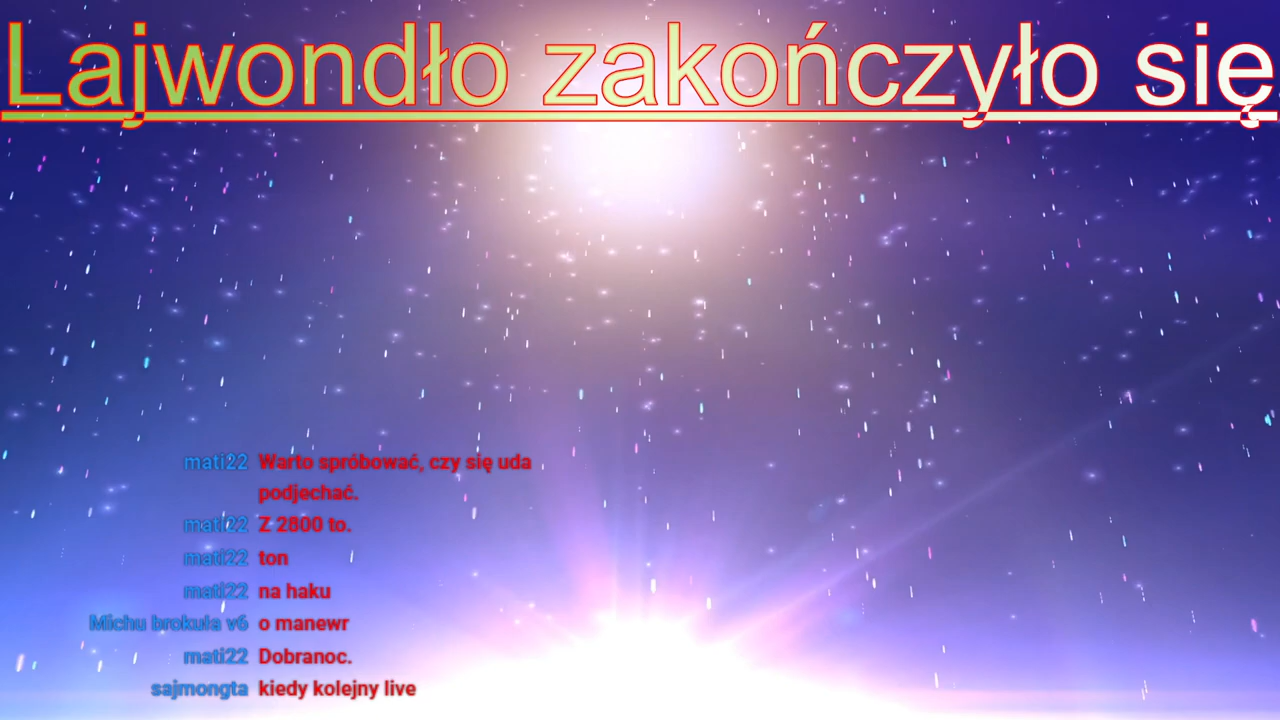 Lajwondło zakończyło się
mati22 Warto spróbować, czy się uda
podjechać.
mati22 Z 2800 to.
mati22 ton
mati22 na haku
Michu brokuła v6 o manewr
mati22 Dobranoc.
sajmongta kiedy kolejny live